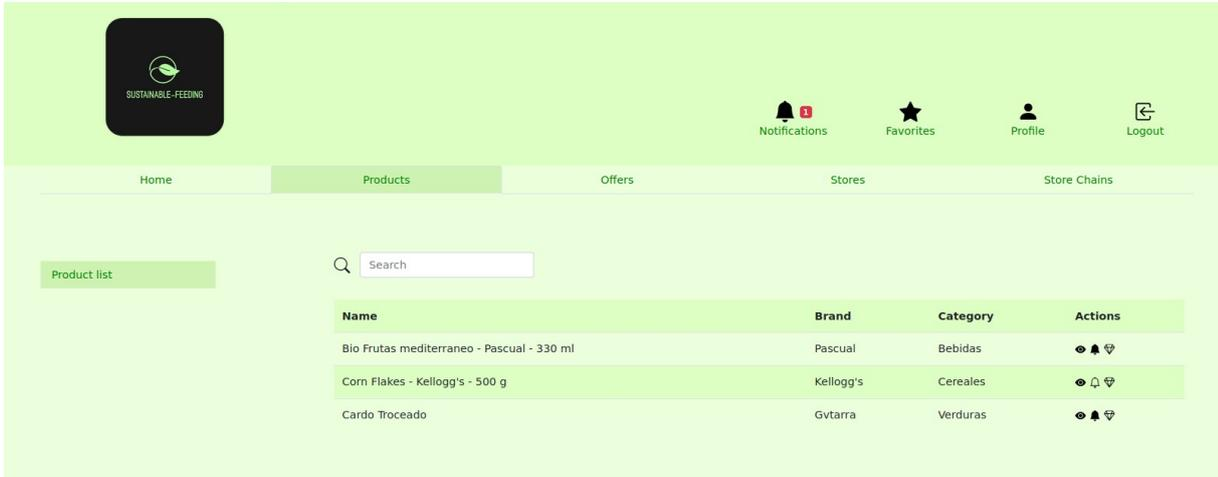 SUSTAINABLE-FEEDING
1
Notifications Favorites Profile Logout
Home Products Offers Stores Store Chains
Search
Product list
Name Brand Category Actions
Bio Frutas mediterraneo - Pascual - 330 ml Pascual Bebidas
Corn Flakes - Kellogg's - 500 g Kellogg's Cereales
Cardo Troceado Gvtarra Verduras